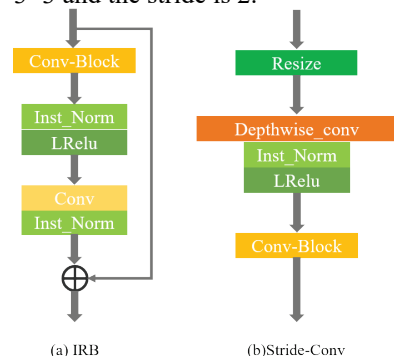 3*3 and the stride is 2.
Conv-Block
Inst_Norm
LRelu
Conv
Inst_Norm
(a) IRB
Resize
Depthwise_conv
Inst_Norm
LRelu
Conv-Block
(b)Stride-Conv